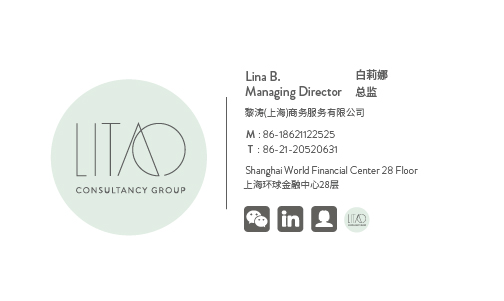 LITAO
CONSULTANCY GROUP
Lina B. 白莉娜
Managing Director 总监
黎涛(上海)商务服务有限公司
M : 86-18621122525
T : 86-21-20520631
Shanghai World Financial Center 28 Floor
上海环球金融中心28层
LITAO